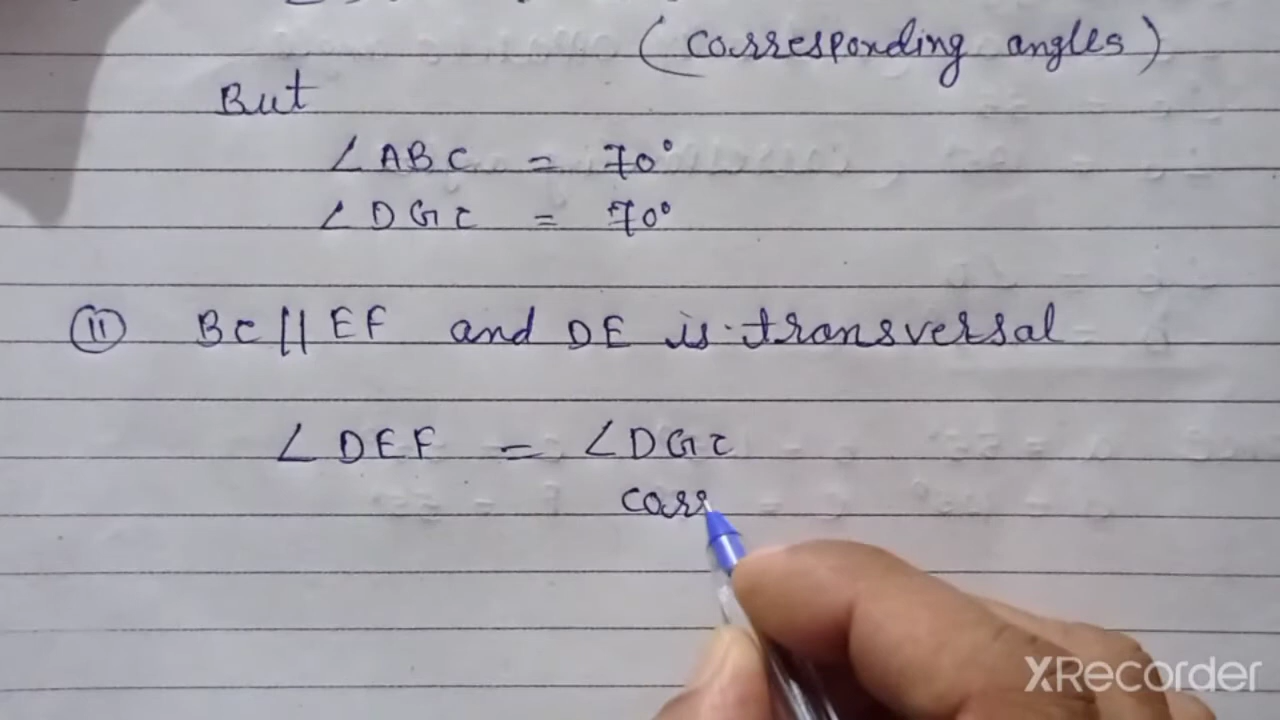 (corresponding angles)
But
∠ABC = 70°
∠DGC = 70°
(ii) BC || EF and DE is transversal
∠DEF = ∠DGC
corr
XRecorder